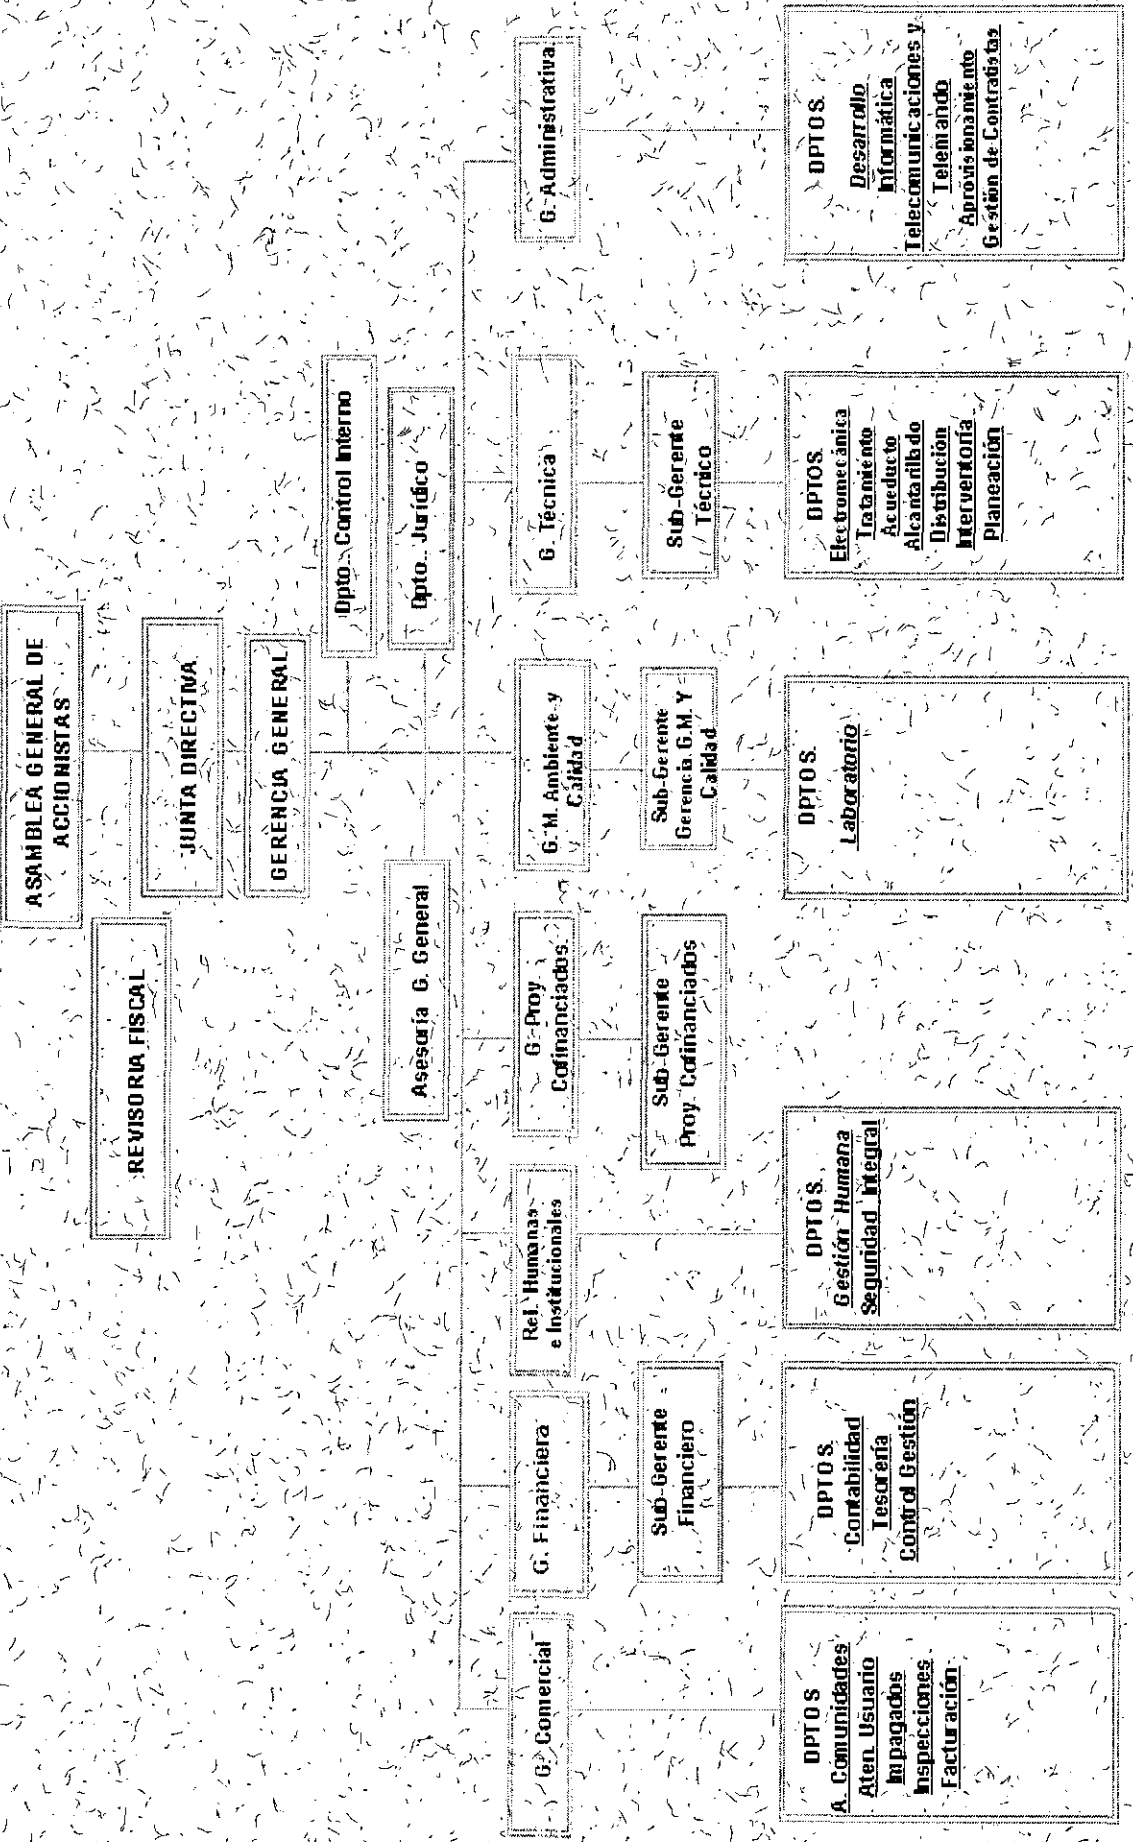 ASAMBLEA GENERAL DE
ACCIONISTAS
REVISORIA FISCAL
JUNTA DIRECTIVA
GERENCIA GENERAL
Dpto. Control Interno
Asesoria G. General
Dpto. Jurídico
G. Comercial
G. Financiera
Rel. Humanas
e Institucionales
G. Proy
Cofinanciados
G. M. Ambiente y
Calidad
G. Técnica
G. Administrativa
Sub-Gerente
Financiero
Sub-Gerente
Proy. Cofinanciados
Sub-Gerente
Gerencia G.M. Y
Calidad
Sub-Gerente
Técnico
DPTOS
A. Comunidades
Aten. Usuario
Impagados
Inspecciones
Facturación
DPTOS
Contabilidad
Tesorería
Control Gestión
DPTOS.
Gestión Humana
Seguridad Integral
DPTOS.
Laboratorio
DPTOS.
Electromecánica
Tratamiento
Acueducto
Alcantarillado
Distribución
Interventoría
Planeación
DPTOS.
Desarrollo
Informática
Telecomunicaciones y
Telemando
Aprovisionamiento
Gestión de Contratistas